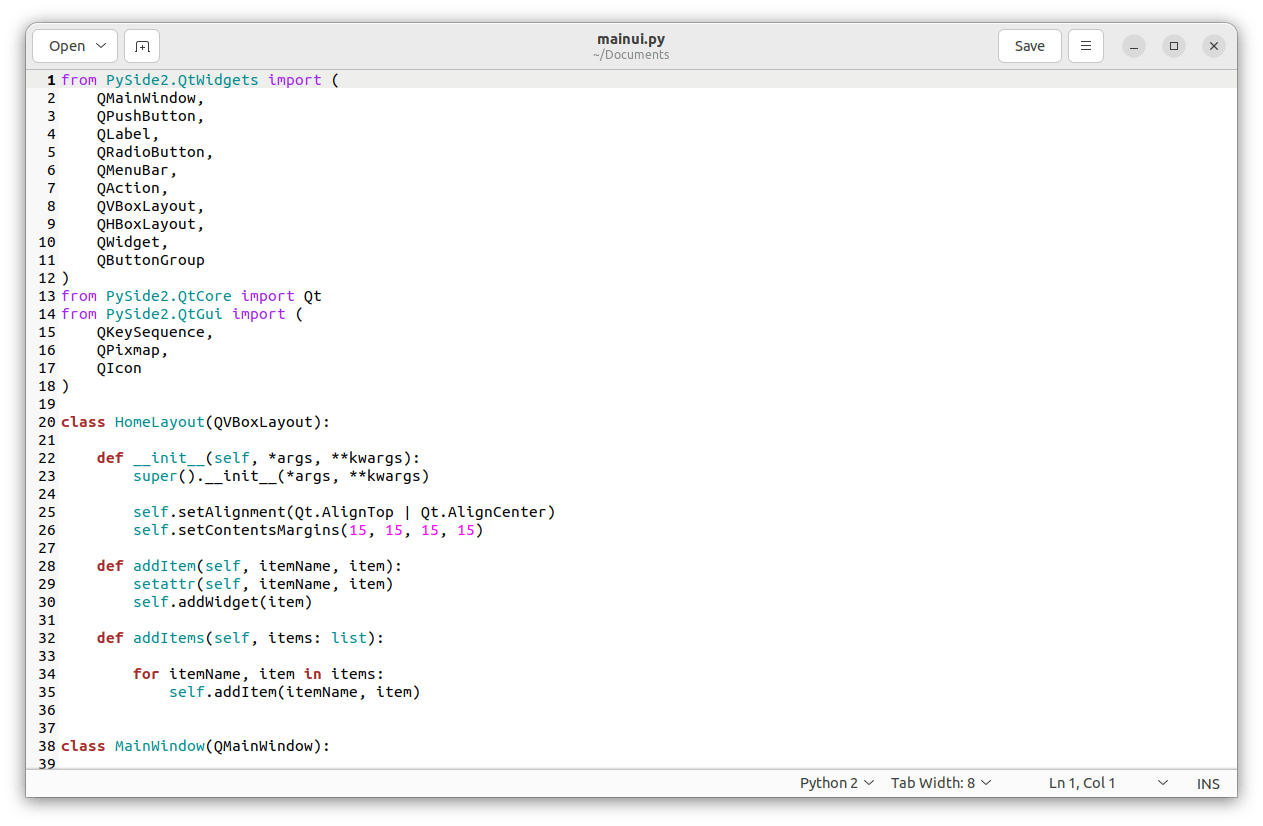 Open
mainui.py
~/Documents
Save
1 from PySide2.QtWidgets import (
2     QMainWindow,
3     QPushButton,
4     QLabel,
5     QRadioButton,
6     QMenuBar,
7     QAction,
8     QVBoxLayout,
9     QHBoxLayout,
10     QWidget,
11     QButtonGroup
12 )
13 from PySide2.QtCore import Qt
14 from PySide2.QtGui import (
15     QKeySequence,
16     QPixmap,
17     QIcon
18 )
19
20 class HomeLayout(QVBoxLayout):
21
22     def __init__(self, *args, **kwargs):
23         super().__init__(*args, **kwargs)
24
25         self.setAlignment(Qt.AlignTop | Qt.AlignCenter)
26         self.setContentsMargins(15, 15, 15, 15)
27
28     def addItem(self, itemName, item):
29         setattr(self, itemName, item)
30         self.addWidget(item)
31
32     def addItems(self, items: list):
33
34         for itemName, item in items:
35             self.addItem(itemName, item)
36
37
38 class MainWindow(QMainWindow):
39
Python 2 Tab Width: 8 Ln 1, Col 1 INS